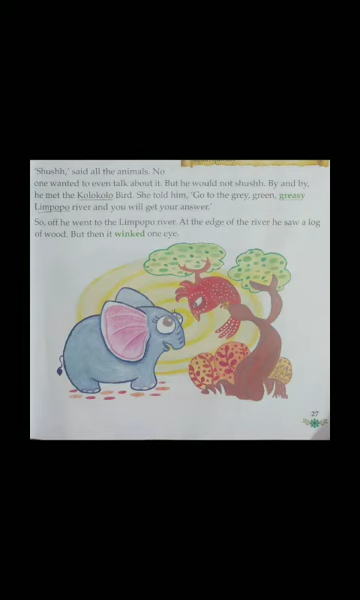 'Shushh,' said all the animals. No
one wanted to even talk about it. But he would not shushh. By and by,
he met the Kolokolo Bird. She told him, 'Go to the grey, green, greasy
Limpopo river and you will get your answer.'
So, off he went to the Limpopo river. At the edge of the river he saw a log
of wood. But then it winked one eye.
27